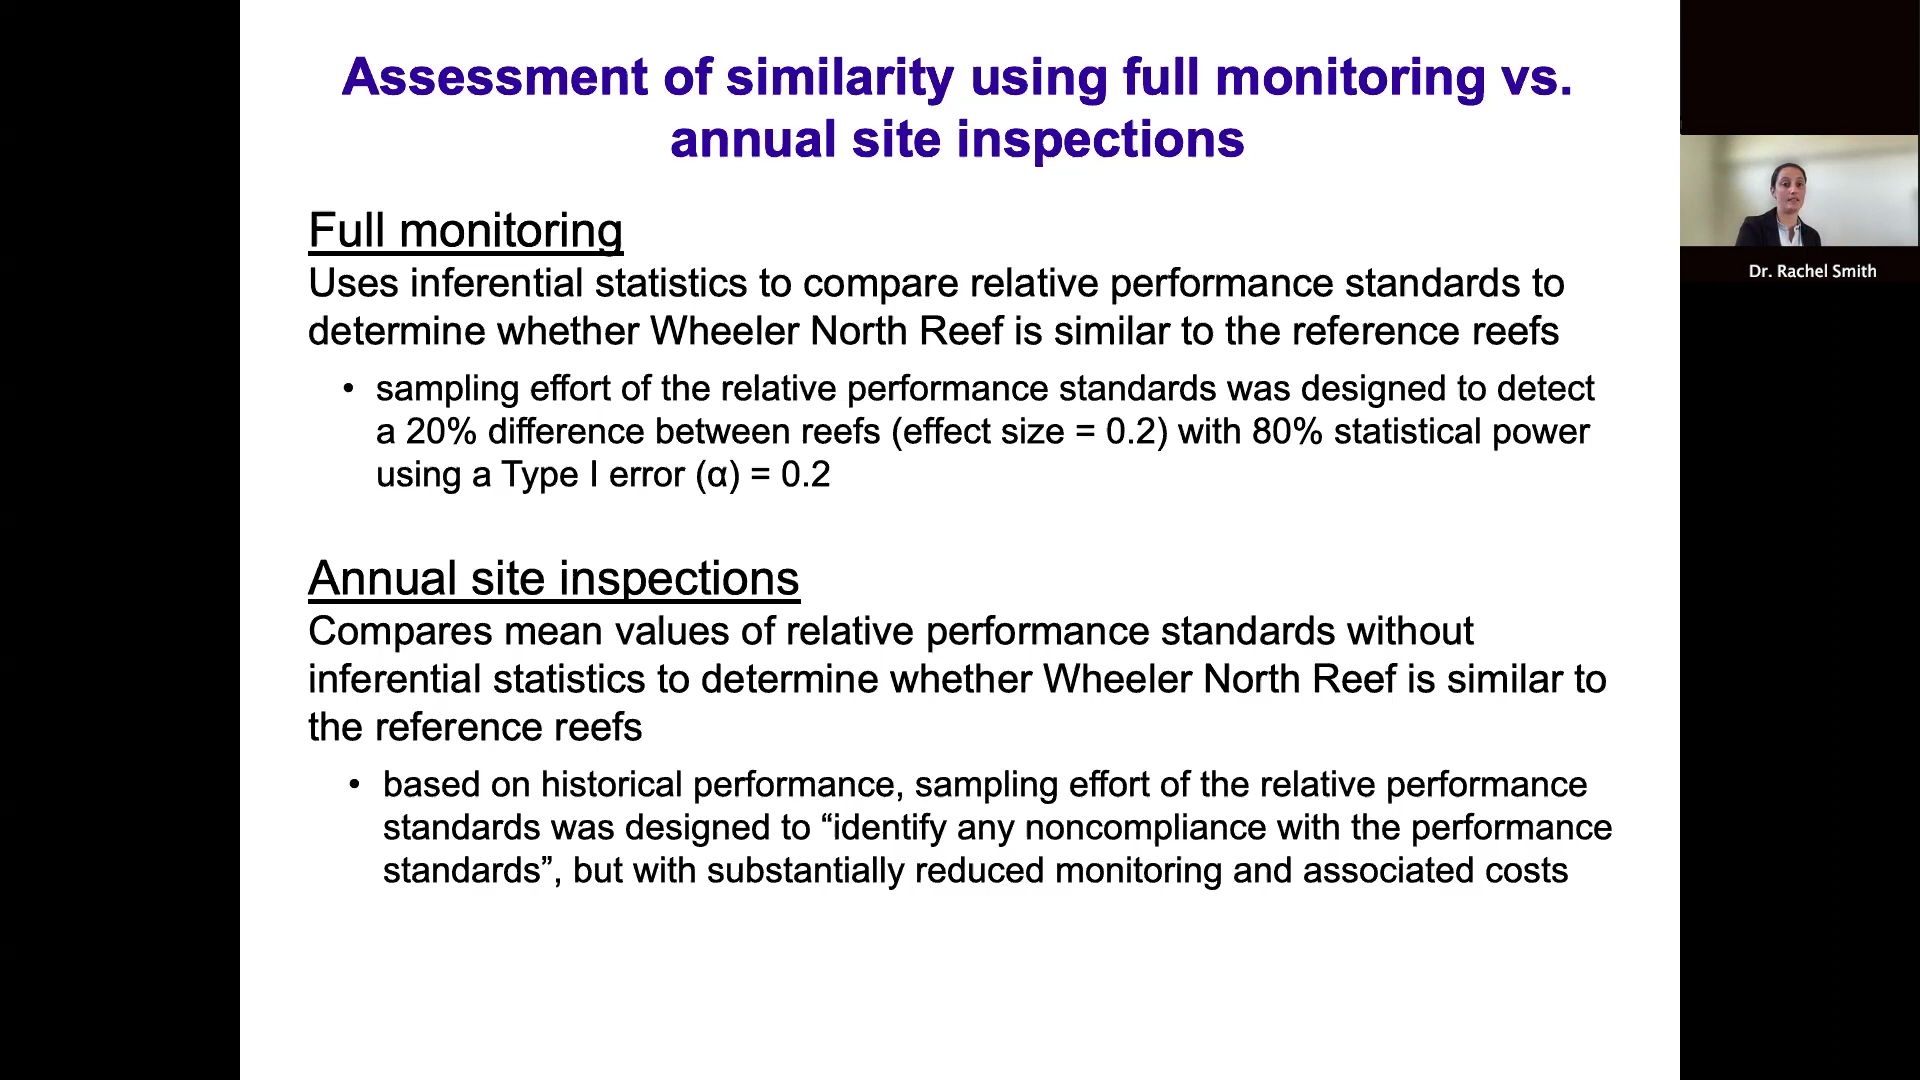 Assessment of similarity using full monitoring vs.
annual site inspections
Full monitoring
Uses inferential statistics to compare relative performance standards to
determine whether Wheeler North Reef is similar to the reference reefs
• sampling effort of the relative performance standards was designed to detect
a 20% difference between reefs (effect size = 0.2) with 80% statistical power
using a Type I error (α) = 0.2
Annual site inspections
Compares mean values of relative performance standards without
inferential statistics to determine whether Wheeler North Reef is similar to
the reference reefs
• based on historical performance, sampling effort of the relative performance
standards was designed to “identify any noncompliance with the performance
standards”, but with substantially reduced monitoring and associated costs
Dr. Rachel Smith